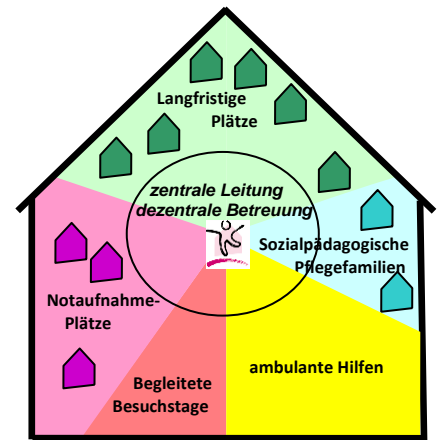 Langfristige
Plätze
zentrale Leitung
dezentrale Betreuung
Sozialpädagogische
Pflegefamilien
Notaufnahme-
Plätze
ambulante Hilfen
Begleitete
Besuchstage